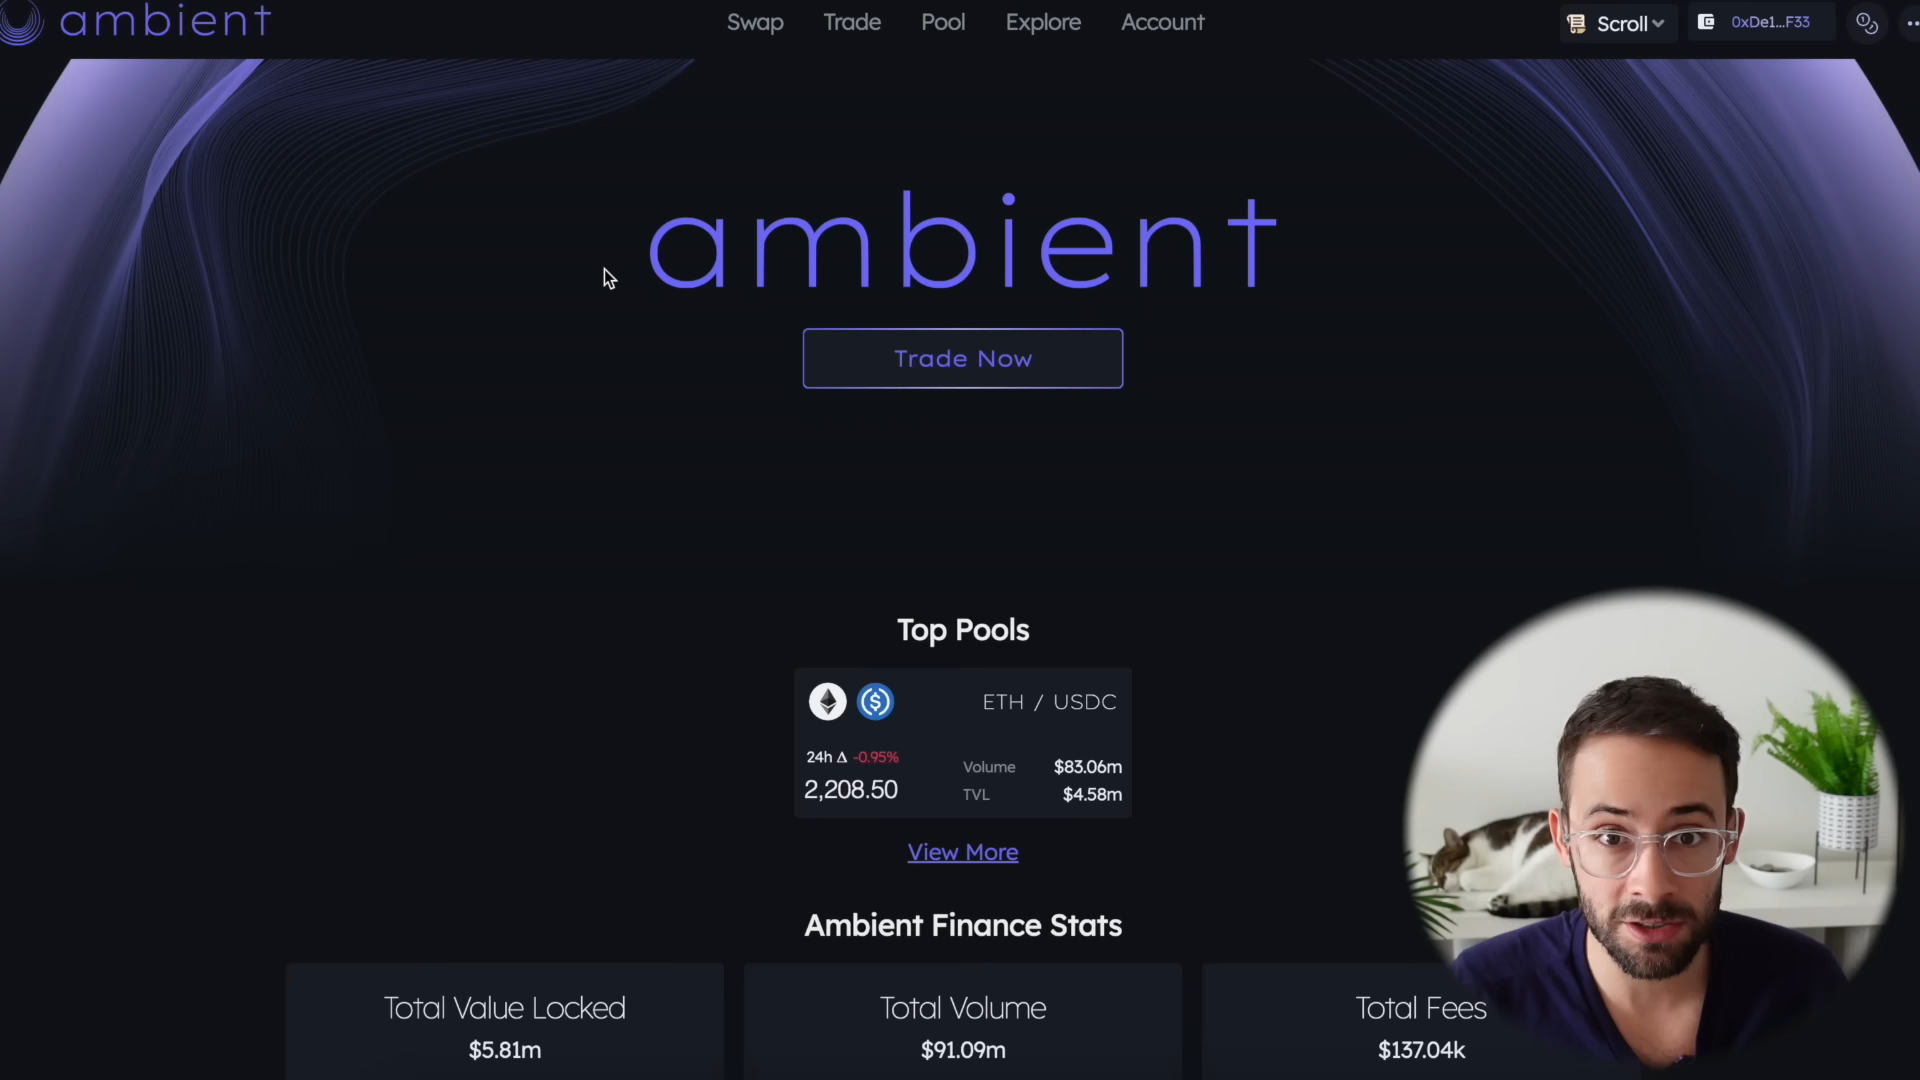 ambient
Swap
Trade
Pool
Explore
Account
Scroll
0xDe1...F33
ambient
Trade Now
Top Pools
ETH / USDC
24h Δ -0.95%
2,208.50
Volume $83.06m
TVL $4.58m
View More
Ambient Finance Stats
Total Value Locked
$5.81m
Total Volume
$91.09m
Total Fees
$137.04k